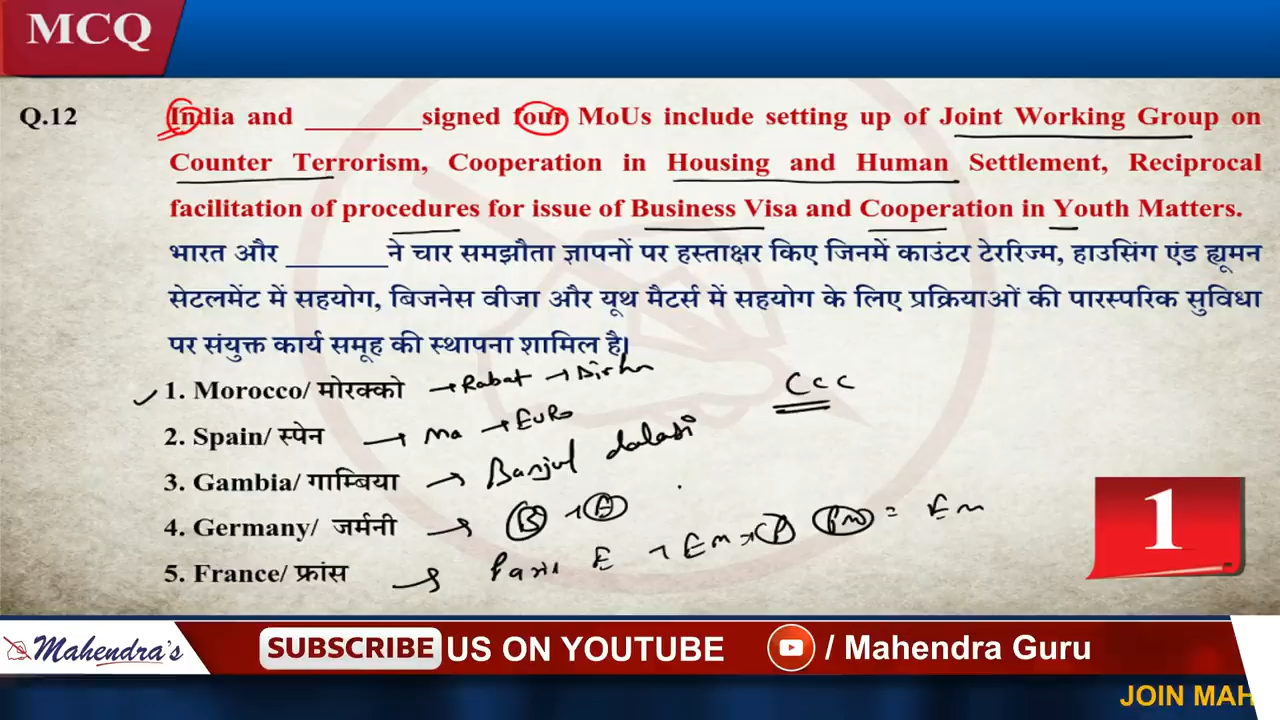 MCQ
Q.12 India and ________signed four MoUs include setting up of Joint Working Group on
Counter Terrorism, Cooperation in Housing and Human Settlement, Reciprocal
facilitation of procedures for issue of Business Visa and Cooperation in Youth Matters.
भारत और _______ने चार समझौता ज्ञापनों पर हस्ताक्षर किए जिनमें काउंटर टेररिज्म, हाउसिंग एंड ह्यूमन
सेटलमेंट में सहयोग, बिजनेस वीजा और यूथ मैटर्स में सहयोग के लिए प्रक्रियाओं की पारस्परिक सुविधा
पर संयुक्त कार्य समूह की स्थापना शामिल है।
1. Morocco/ मोरक्को → Rabat →
CCC
2. Spain/ स्पेन → Ma → EURo
3. Gambia/ गाम्बिया → Banjul dalasi
4. Germany/ जर्मनी → B → E
5. France/ फ्रांस → Paris E
1
Mahendra's
SUBSCRIBE US ON YOUTUBE / Mahendra Guru
JOIN MAH